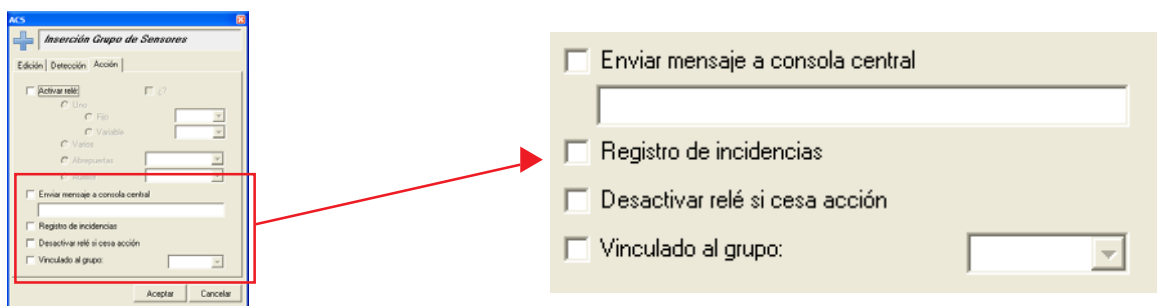 ACS
Inserción Grupo de Sensores
Edición Detección Acción
Activar relé
Uno
Fijo
Variable
Varios
Abrepuertas
Enviar mensaje a consola central
Registro de incidencias
Desactivar relé si cesa acción
Vinculado al grupo:
Aceptar Cancelar
Enviar mensaje a consola central
Registro de incidencias
Desactivar relé si cesa acción
Vinculado al grupo: